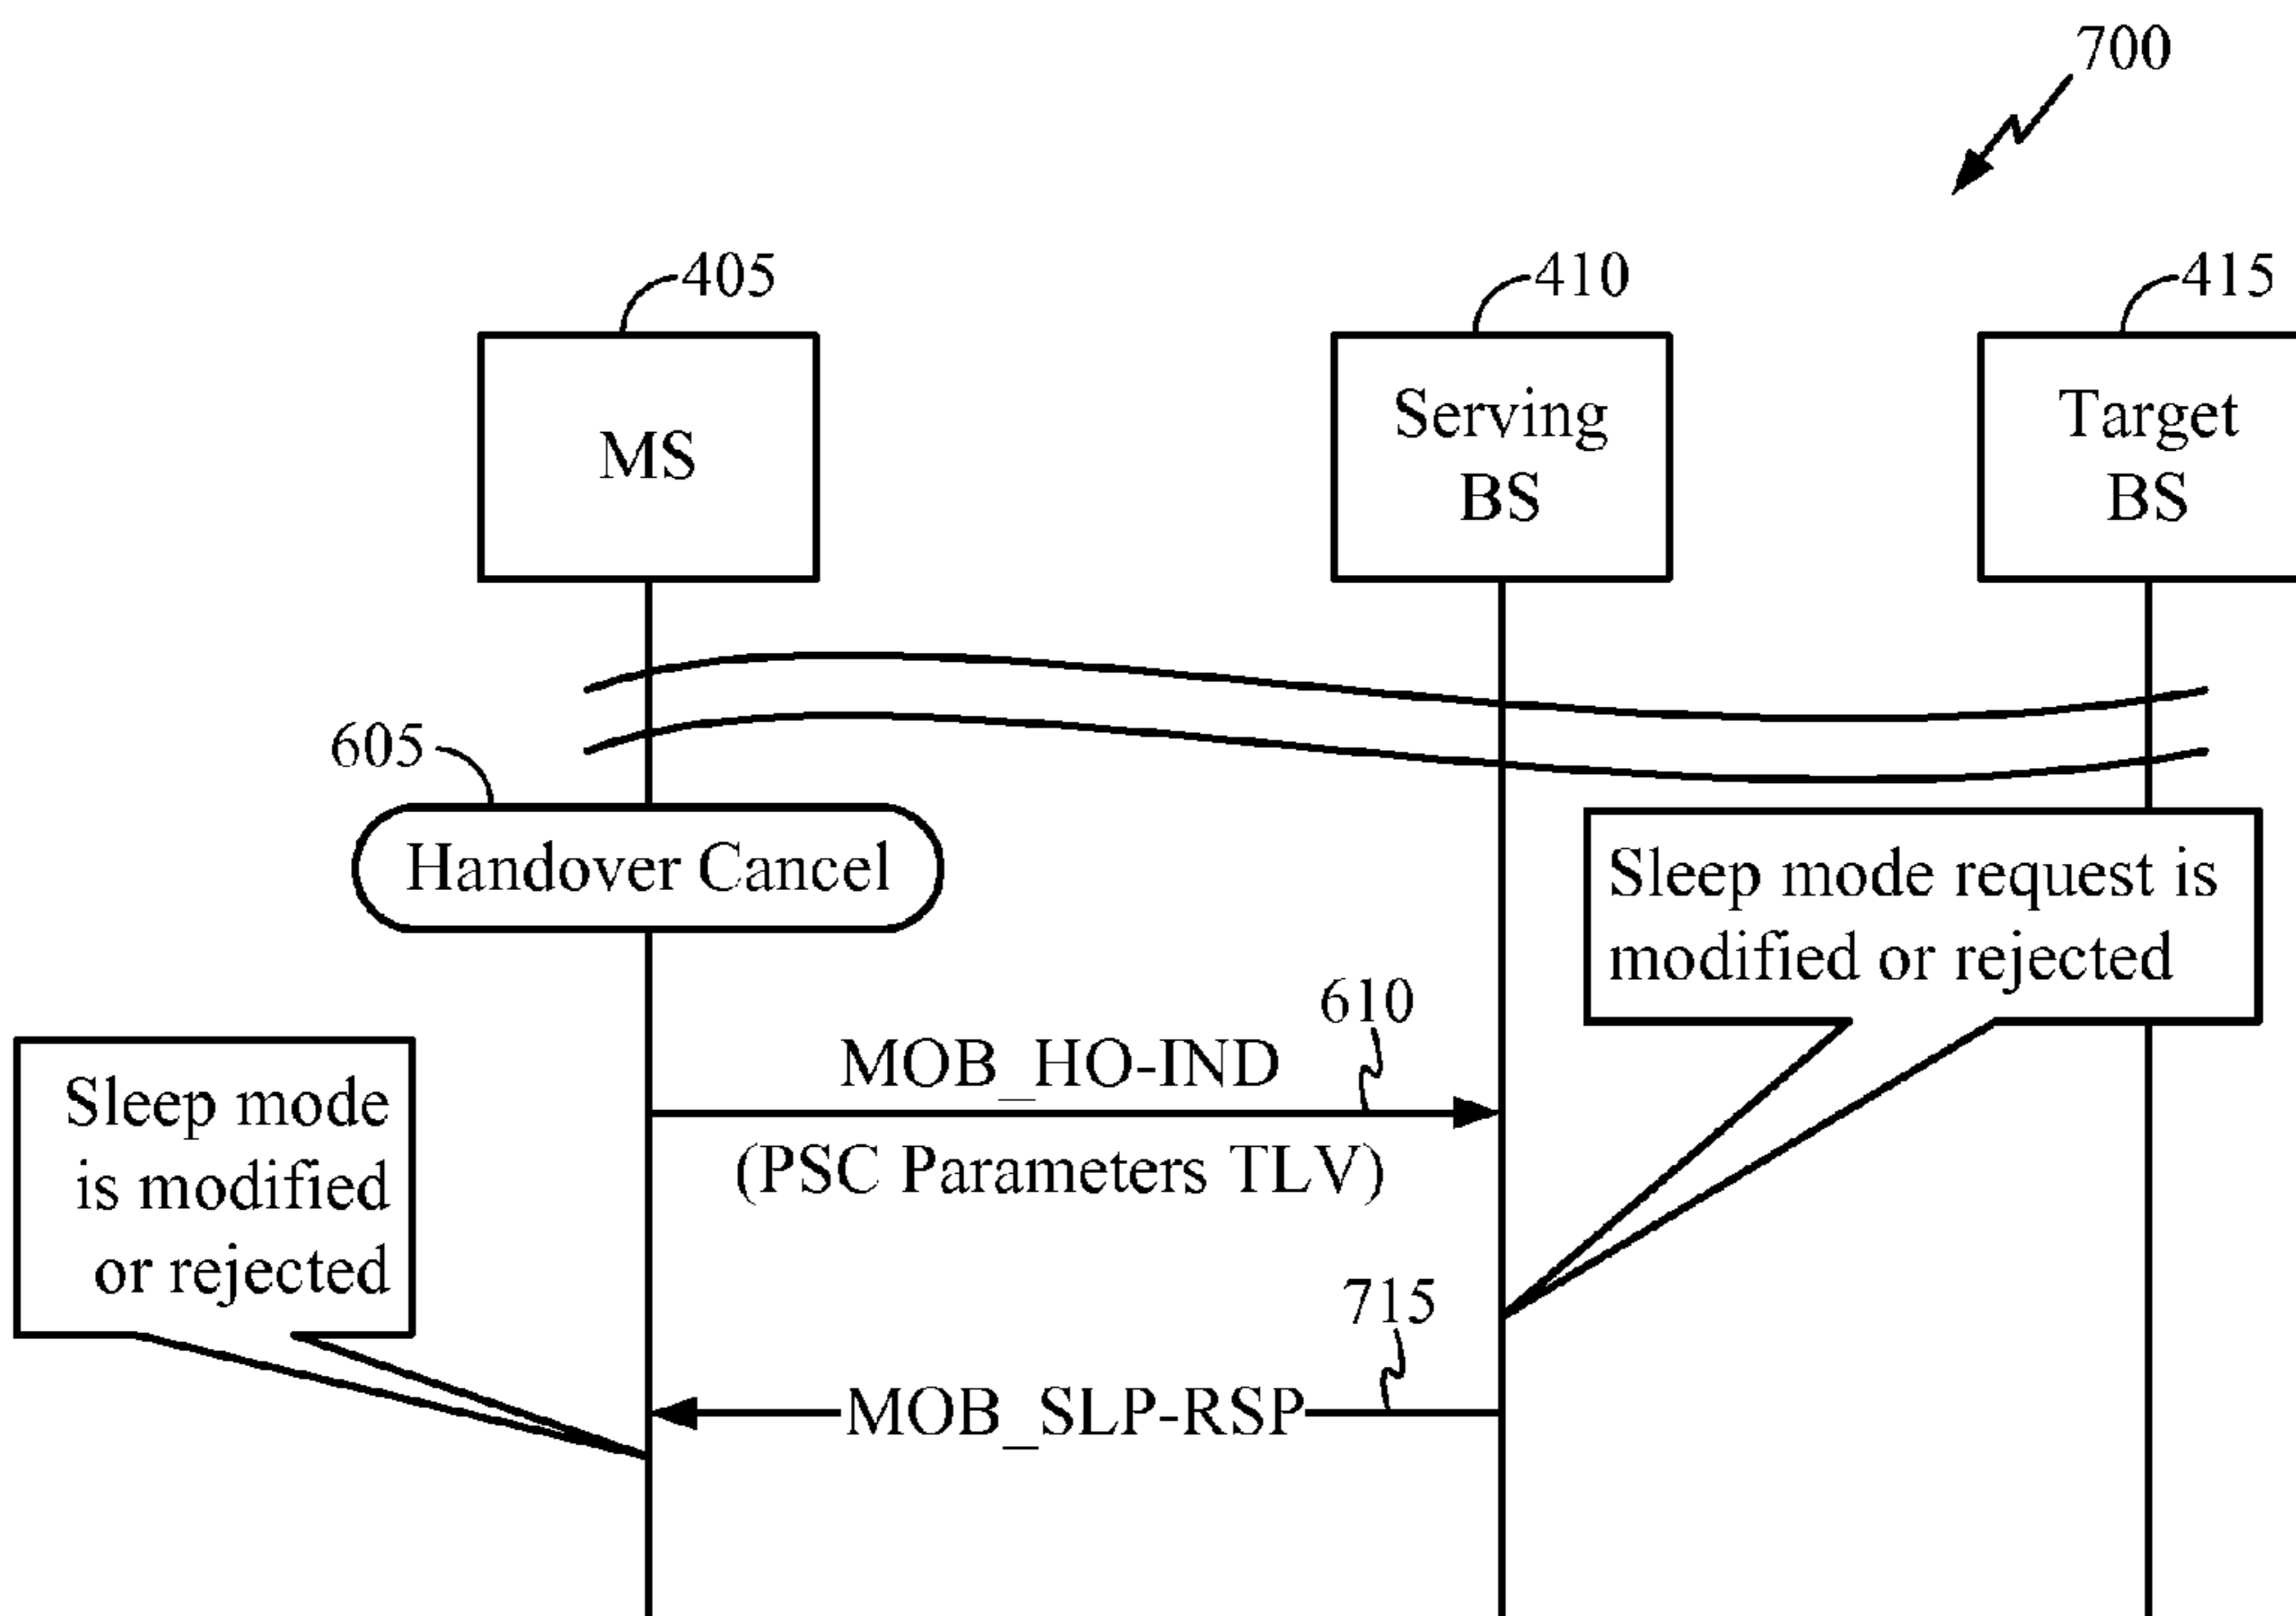 700
405
410
415
MS
Serving
BS
Target
BS
605
Handover Cancel
Sleep mode request is
modified or rejected
610
MOB_HO-IND
(PSC Parameters TLV)
Sleep mode
is modified
or rejected
715
MOB_SLP-RSP